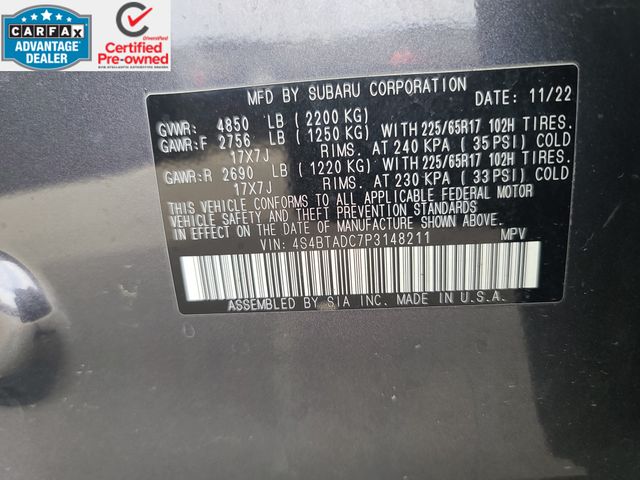 SHOW ME THE
CARFAX
ADVANTAGE
DEALER
Certified
Pre-owned
MFD BY SUBARU CORPORATION DATE: 11/22
GVWR: 4850 LB (2200 KG)
GAWR:F 2756 LB (1250 KG) WITH 225/65R17 102H TIRES.
17X7J RIMS. AT 240 KPA (35 PSI) COLD
GAWR:R 2690 LB (1220 KG) WITH 225/65R17 102H TIRES.
17X7J RIMS. AT 230 KPA (33 PSI) COLD
THIS VEHICLE CONFORMS TO ALL APPLICABLE FEDERAL MOTOR
VEHICLE SAFETY AND THEFT PREVENTION STANDARDS
IN EFFECT ON THE DATE OF MANUFACTURE SHOWN ABOVE.
VIN: 4S4BTADC7P3148211 MPV
ASSEMBLED BY SIA INC. MADE IN U.S.A.